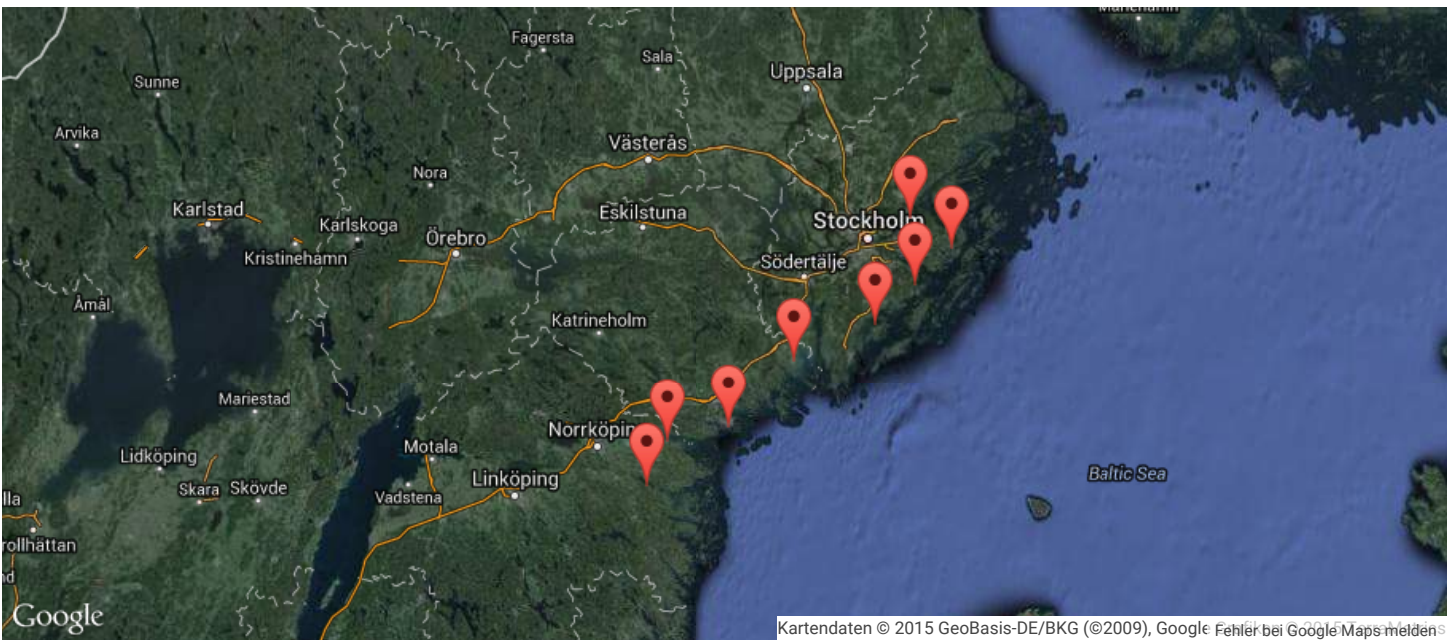 Fagersta
Sala
Uppsala
Sunne
Arvika
Västerås
Nora
Karlstad
Karlskoga
Eskilstuna
Stockholm
Örebro
Kristinehamn
Södertälje
Åmål
Katrineholm
Mariestad
Norrköpin
Motala
Lidköping
Linköping
Baltic Sea
Skara
Skövde
Vadstena
lla
rollhättan
nd
Google
Kartendaten © 2015 GeoBasis-DE/BKG (©2009), Google
Fehler bei Google Maps melden